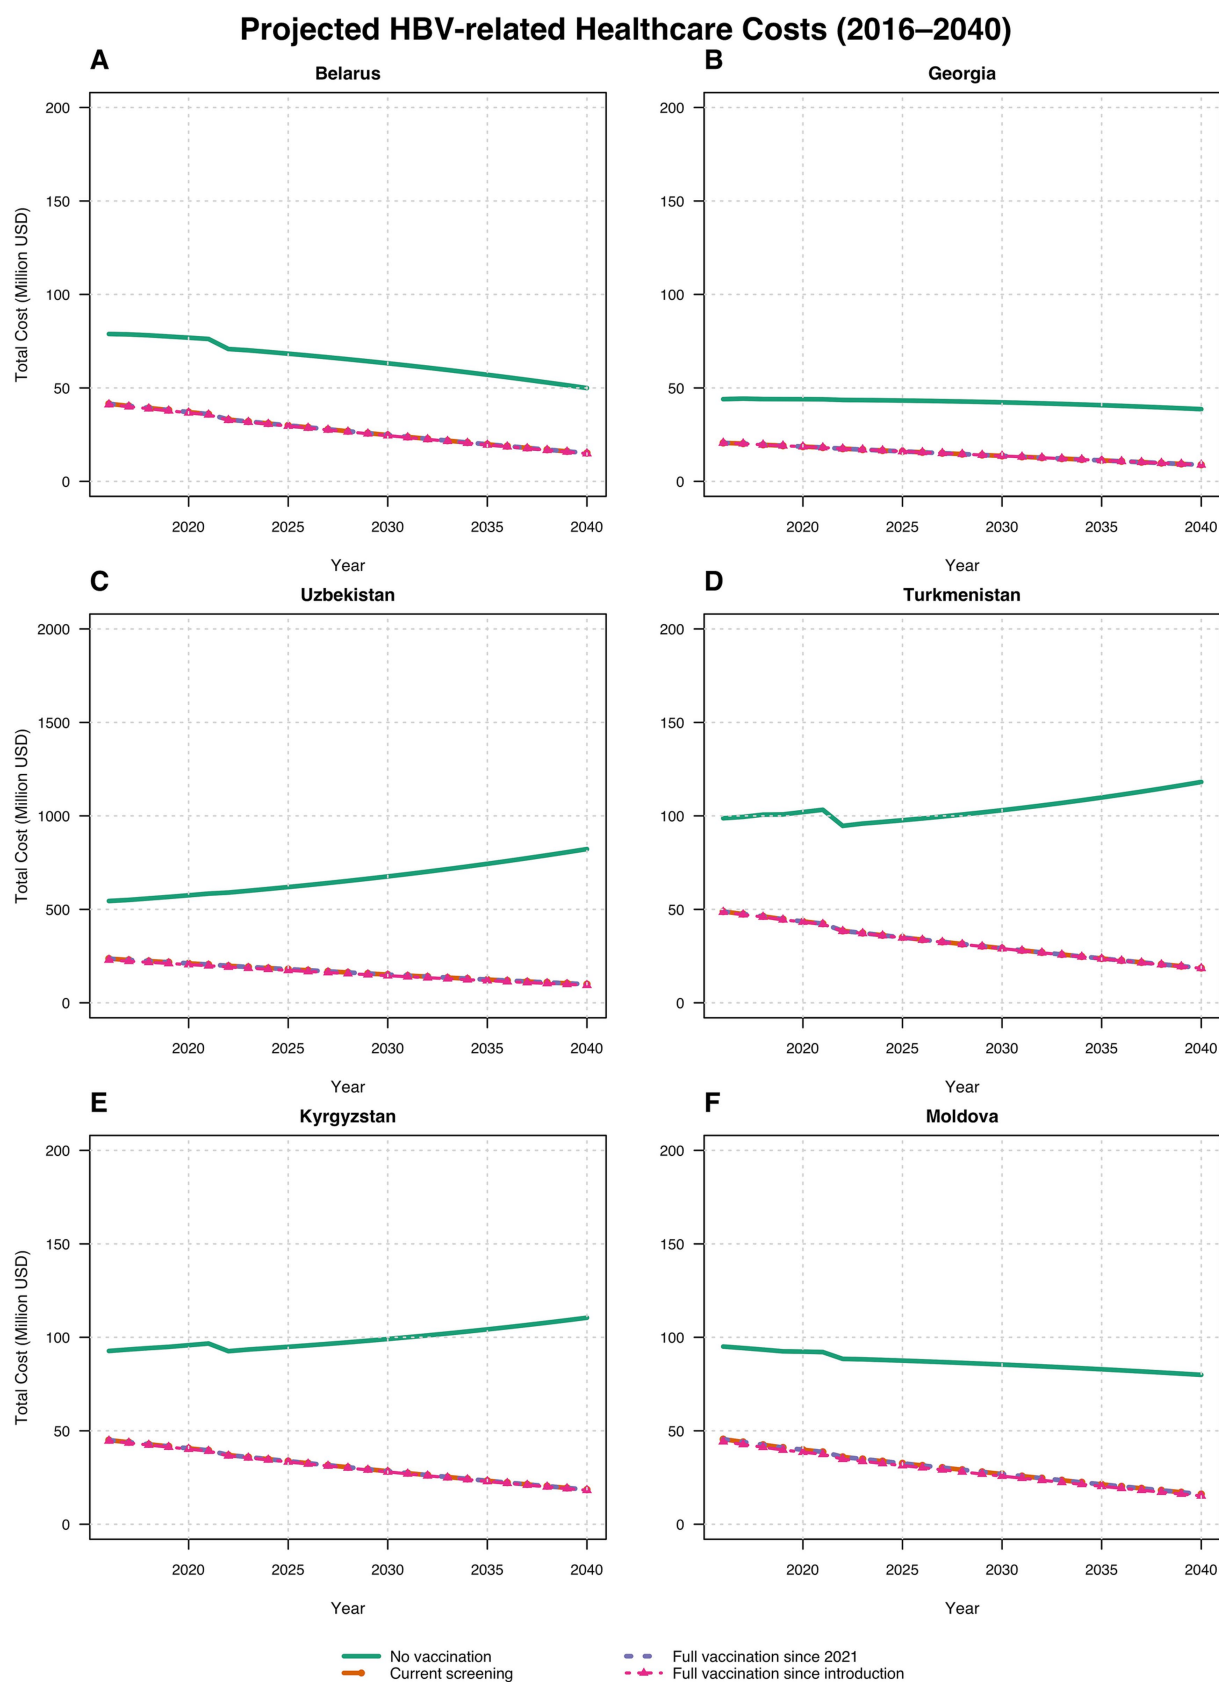 Projected HBV-related Healthcare Costs (2016–2040)
A
Belarus
Total Cost (Million USD)
200
150
100
50
0
2020 2025 2030 2035 2040
Year
B
Georgia
200
150
100
50
0
2020 2025 2030 2035 2040
Year
C
Uzbekistan
Total Cost (Million USD)
2000
1500
1000
500
0
2020 2025 2030 2035 2040
Year
D
Turkmenistan
200
150
100
50
0
2020 2025 2030 2035 2040
Year
E
Kyrgyzstan
Total Cost (Million USD)
200
150
100
50
0
2020 2025 2030 2035 2040
Year
F
Moldova
200
150
100
50
0
2020 2025 2030 2035 2040
Year
No vaccination
Current screening
Full vaccination since 2021
Full vaccination since introduction